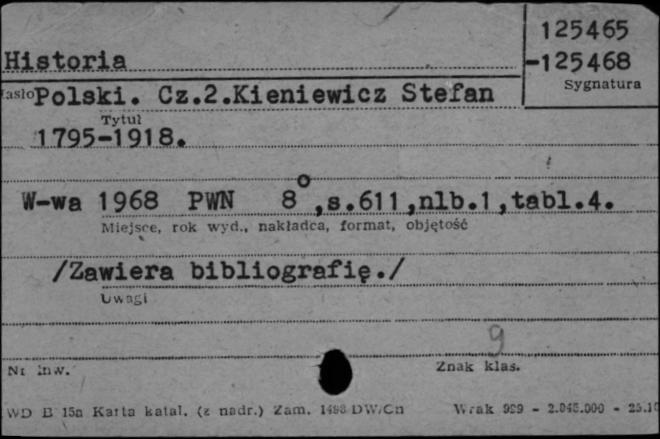 125465
Historia
-125468
Sygnatura
Hasło Polski. Cz.2.Kieniewicz Stefan
Tytuł
1795-1918.
W-wa 1968 PWN 8°,s.611,nlb.1,tabl.4.
Miejsce, rok wyd., nakładca, format, objętość
/Zawiera bibliografię./
Uwagi
9
Nr inw.
Znak klas.
WD B 15a Karta katal. (z nadr.) Zam. 1498 DW/Cn Wrak 999 - 2.045.000 - 25.10